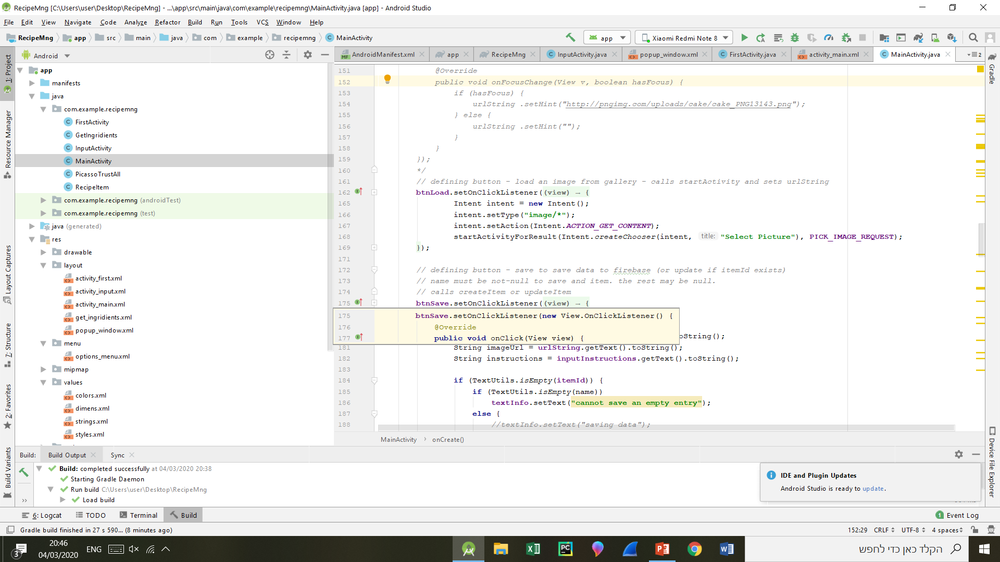 RecipeMng [C:\Users\user\Desktop\RecipeMng] - ...\app\src\main\java\com\example\recipemng\MainActivity.java [app] - Android Studio
File Edit View Navigate Code Analyze Refactor Build Run Tools VCS Window Help
RecipeMng app src main java com example recipemng MainActivity
app Xiaomi Redmi Note 8
Android
AndroidManifest.xml app RecipeMng InputActivity.java popup_window.xml FirstActivity.java activity_main.xml MainActivity.java 2
1: Project
Resource Manager
Layout Captures
7: Structure
2: Favorites
Build Variants
app
manifests
java
com.example.recipemng
FirstActivity
GetIngridients
InputActivity
MainActivity
PicassoTrustAll
RecipeItem
com.example.recipemng (androidTest)
com.example.recipemng (test)
java (generated)
res
drawable
layout
activity_first.xml
activity_input.xml
activity_main.xml
get_ingridients.xml
popup_window.xml
menu
options_menu.xml
mipmap
values
colors.xml
dimens.xml
strings.xml
styles.xml
151 @Override
152 public void onFocusChange(View v, boolean hasFocus) {
153 if (hasFocus) {
154 urlString .setHint("http://pngimg.com/uploads/cake/cake_PNG13143.png");
155 } else {
156 urlString .setHint("");
157 }
158 }
159 });
160 */
161 // defining button - load an image from gallery - calls startActivity and sets urlString
162 btnLoad.setOnClickListener((view) → {
165 Intent intent = new Intent();
166 intent.setType("image/*");
167 intent.setAction(Intent.ACTION_GET_CONTENT);
168 startActivityForResult(Intent.createChooser(intent, title: "Select Picture"), PICK_IMAGE_REQUEST);
169 });
171
172 // defining button - save to save data to firebase (or update if itemId exists)
173 // name must be not-null to save and item. the rest may be null.
174 // calls createItem or updateItem
175 btnSave.setOnClickListener((view) → {
175 btnSave.setOnClickListener(new View.OnClickListener() {
176 @Override
177 public void onClick(View view) {
oString();
181 String imageUrl = urlString.getText().toString();
182 String instructions = inputInstructions.getText().toString();
183
184 if (TextUtils.isEmpty(itemId)) {
185 if (TextUtils.isEmpty(name))
186 textInfo.setText("cannot save an empty entry");
187 else {
188 //textInfo.setText("saving data");
MainActivity onCreate()
Gradle
Device File Explorer
Build: Build Output Sync
Build: completed successfully at 04/03/2020 20:38
Starting Gradle Daemon
Run build C:\Users\user\Desktop\RecipeMng
Load build
IDE and Plugin Updates
Android Studio is ready to update.
6: Logcat TODO Terminal Build 1 Event Log
Gradle build finished in 27 s 590... (8 minutes ago) 152:29 CRLF UTF-8 4 spaces
3 20:46
04/03/2020
ENG
PC
הקלד כאן כדי לחפש